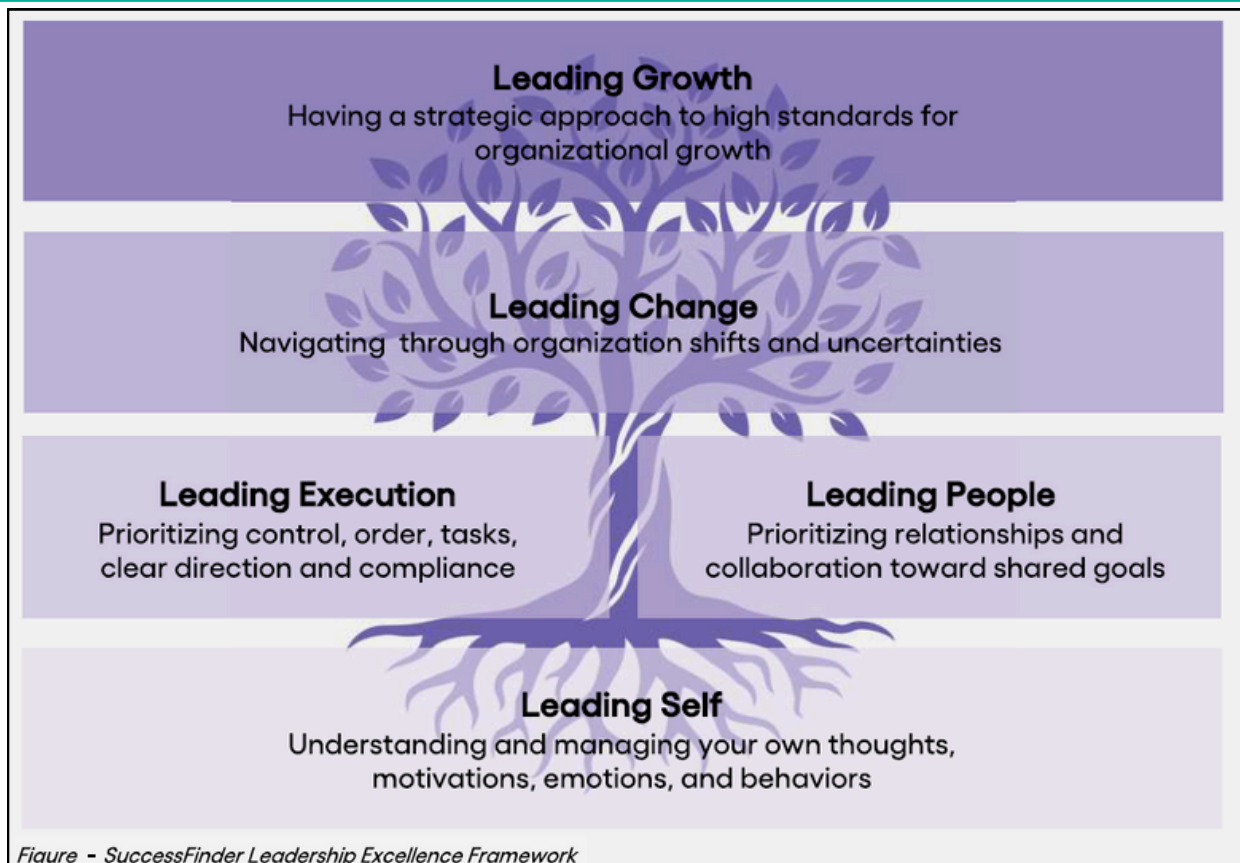 Leading Growth
Having a strategic approach to high standards for
organizational growth
Leading Change
Navigating through organization shifts and uncertainties
Leading Execution
Prioritizing control, order, tasks,
clear direction and compliance
Leading People
Prioritizing relationships and
collaboration toward shared goals
Leading Self
Understanding and managing your own thoughts,
motivations, emotions, and behaviors
Figure - SuccessFinder Leadership Excellence Framework